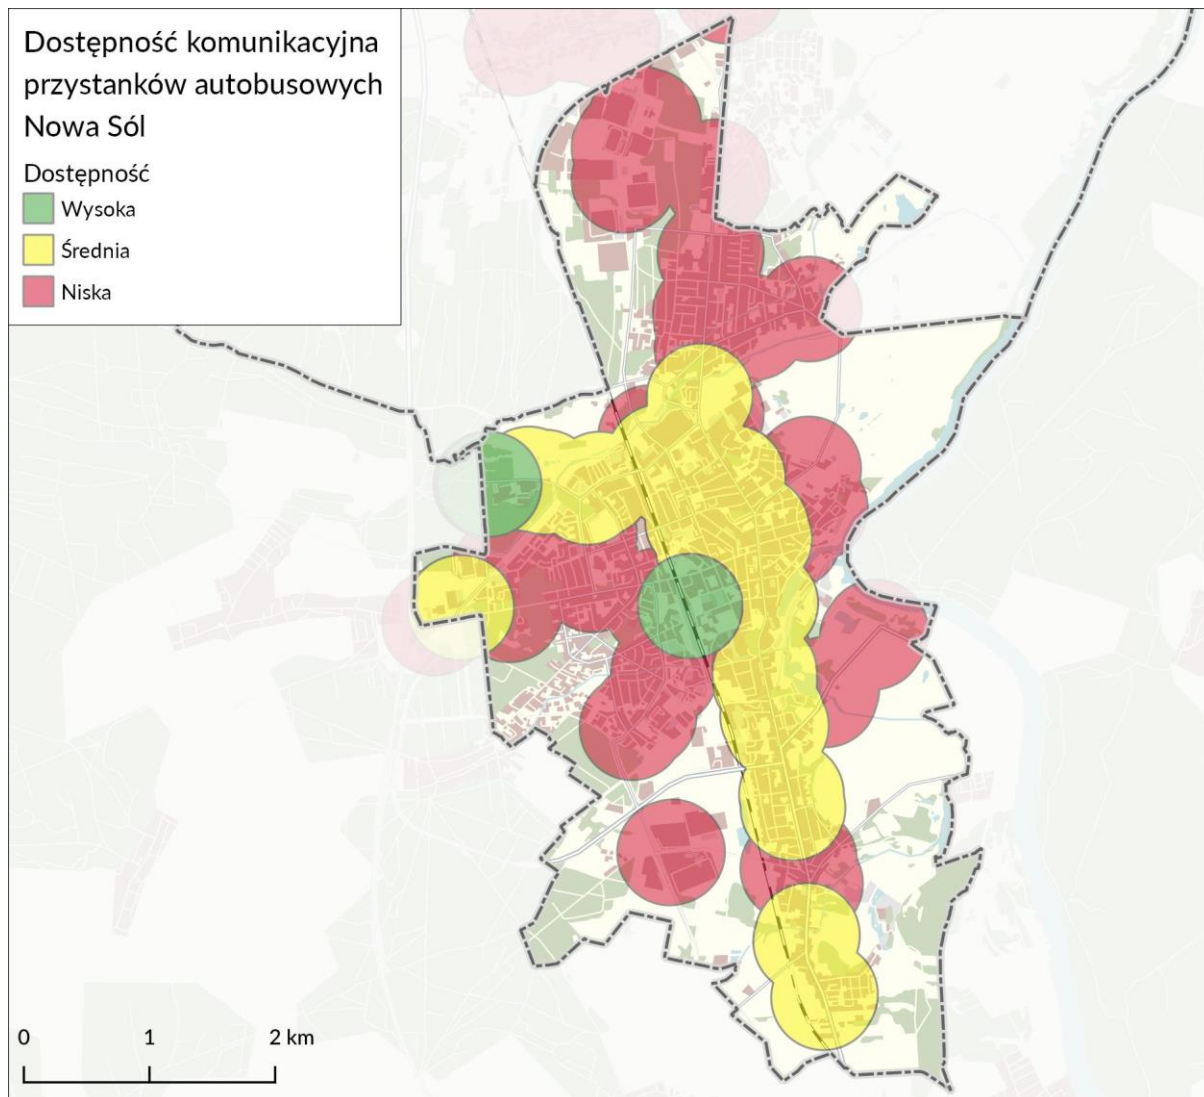 Dostępność komunikacyjna
przystanków autobusowych
Nowa Sól
Dostępność
Wysoka
Średnia
Niska
0 1 2 km